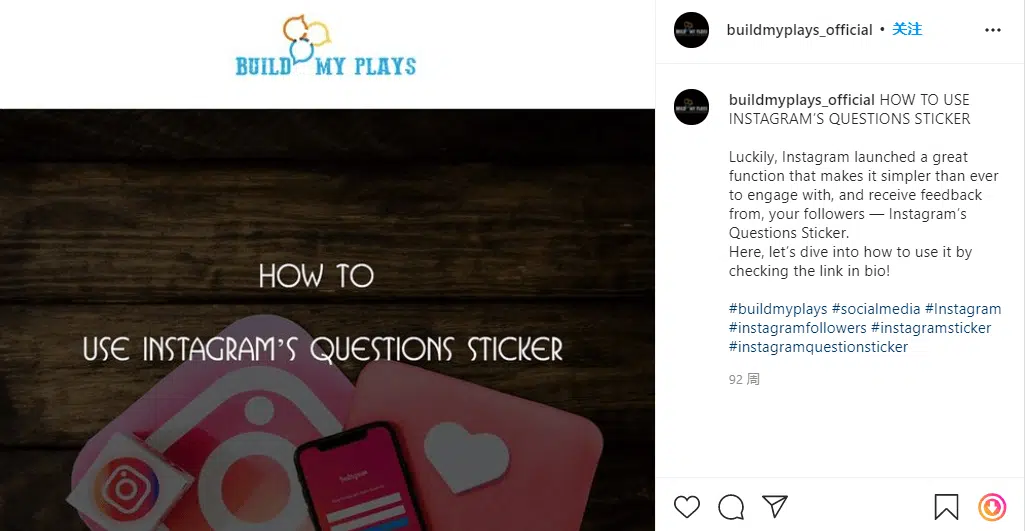 BUILD MY PLAYS
HOW TO
USE INSTAGRAM'S QUESTIONS STICKER
Instagram
buildmyplays_official • 关注
buildmyplays_official HOW TO USE
INSTAGRAM'S QUESTIONS STICKER
Luckily, Instagram launched a great
function that makes it simpler than ever
to engage with, and receive feedback
from, your followers — Instagram's
Questions Sticker.
Here, let's dive into how to use it by
checking the link in bio!
#buildmyplays #socialmedia #Instagram
#instagramfollowers #instagramsticker
#instagramquestionsticker
92 周